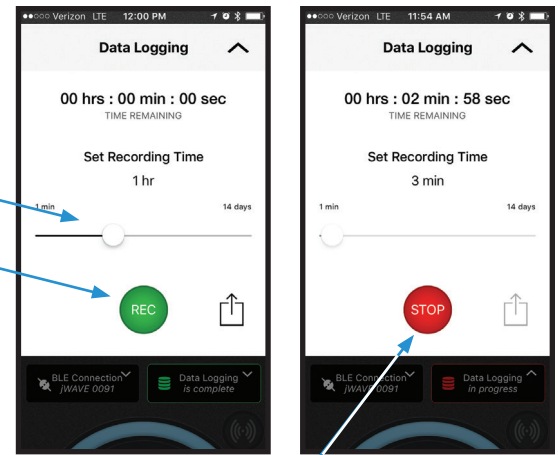 Verizon LTE 12:00 PM
Data Logging
00 hrs : 00 min : 00 sec
TIME REMAINING
Set Recording Time
1 hr
1 min 14 days
REC
BLE Connection
jWAVE 0091
Data Logging
is complete
Verizon LTE 11:54 AM
Data Logging
00 hrs : 02 min : 58 sec
TIME REMAINING
Set Recording Time
3 min
1 min 14 days
STOP
BLE Connection
jWAVE 0091
Data Logging
in progress